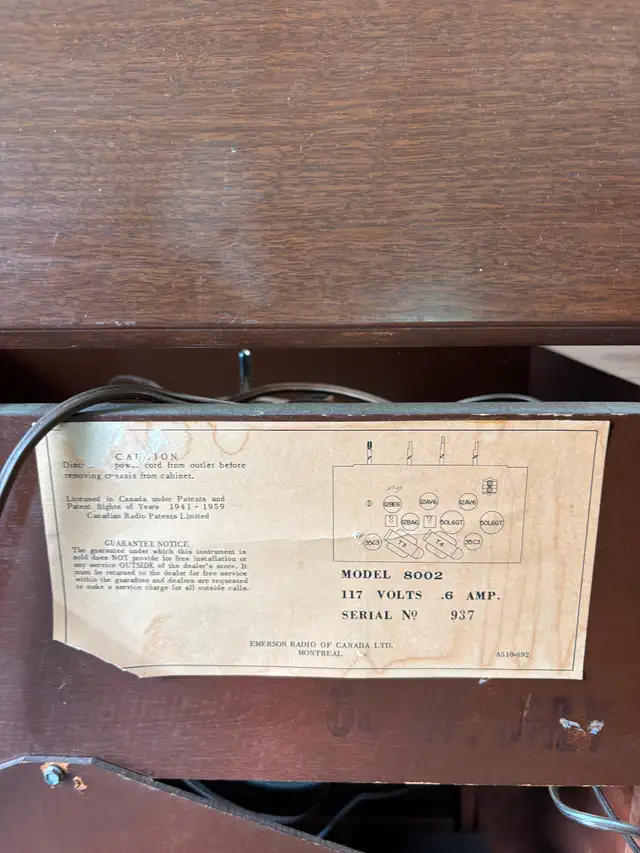 CAUTION
power cord from outlet before
removing chassis from cabinet.
Licensed in Canada under Patents and
Patent Rights of Years 1941 - 1959
Canadian Radio Patents Limited
GUARANTEE NOTICE
The guarantee under which this instrument is
sold does NOT provide for free installation or
any service OUTSIDE of the dealer's store. It
must be returned to the dealer for free service
within the guarantee and dealers are requested
to make a service charge for all outside calls.
12BE6
12AV6
12AV6
12BA6
50L6GT
50L6GT
35C3
T3
T4
35C3
MODEL 8002
117 VOLTS .6 AMP.
SERIAL Nº 937
EMERSON RADIO OF CANADA LTD.
MONTREAL
A518-692